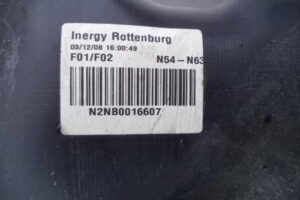 Inergy Rottenburg
03/12/08 16:00:49
F01/F02 N54-N63
N2NB0016607